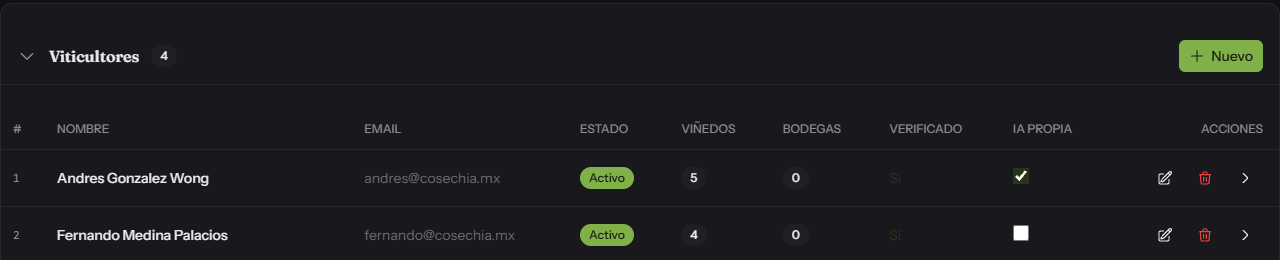 Viticultores 4 + Nuevo
# NOMBRE EMAIL ESTADO VIÑEDOS BODEGAS VERIFICADO IA PROPIA ACCIONES
1 Andres Gonzalez Wong andres@cosechia.mx Activo 5 0 Sí
2 Fernando Medina Palacios fernando@cosechia.mx Activo 4 0 Sí